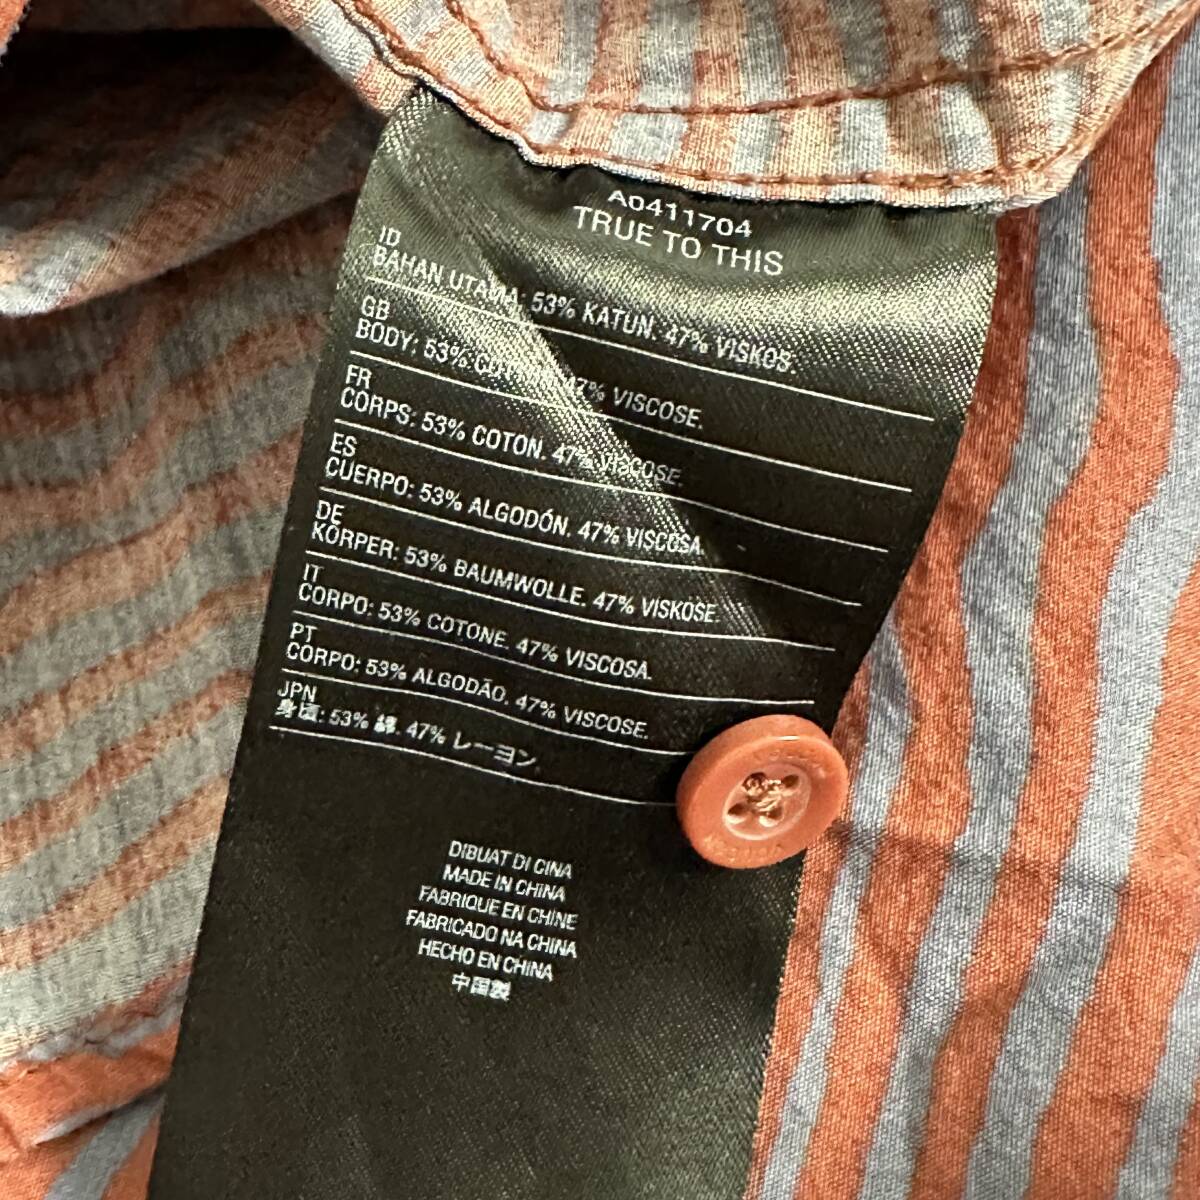 A0411704
TRUE TO THIS
ID
BAHAN UTAMA: 53% KATUN. 47% VISKOS.
GB
BODY: 53% COTTON. 47% VISCOSE.
FR
CORPS: 53% COTON. 47% VISCOSE.
ES
CUERPO: 53% ALGODÓN. 47% VISCOSA.
DE
KÖRPER: 53% BAUMWOLLE. 47% VISKOSE.
IT
CORPO: 53% COTONE. 47% VISCOSA.
PT
CORPO: 53% ALGODÃO. 47% VISCOSE.
JPN
身頃: 53% 綿. 47% レーヨン.
DIBUAT DI CINA
MADE IN CHINA
FABRIQUE EN CHINE
FABRICADO NA CHINA
HECHO EN CHINA
中国製